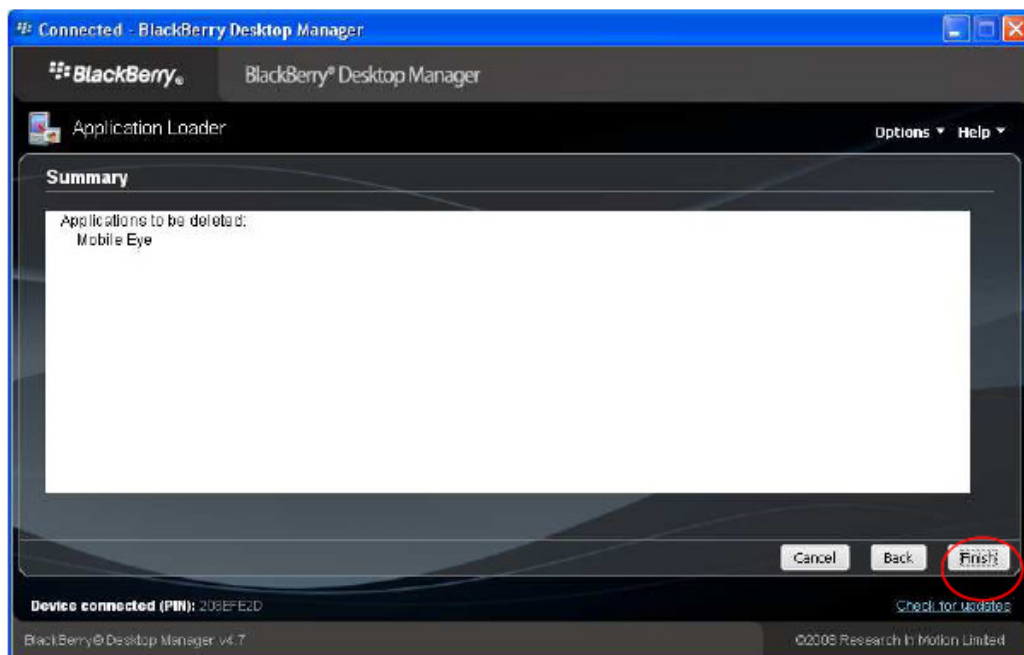 Connected - BlackBerry Desktop Manager
BlackBerry® BlackBerry® Desktop Manager
Application Loader Options Help
Summary
Applications to be deleted:
Mobile Eye
Cancel Back Finish
Device connected (PIN): 208EFE2D Check for updates
BlackBerry® Desktop Manager v4.7 ©2008 Research In Motion Limited